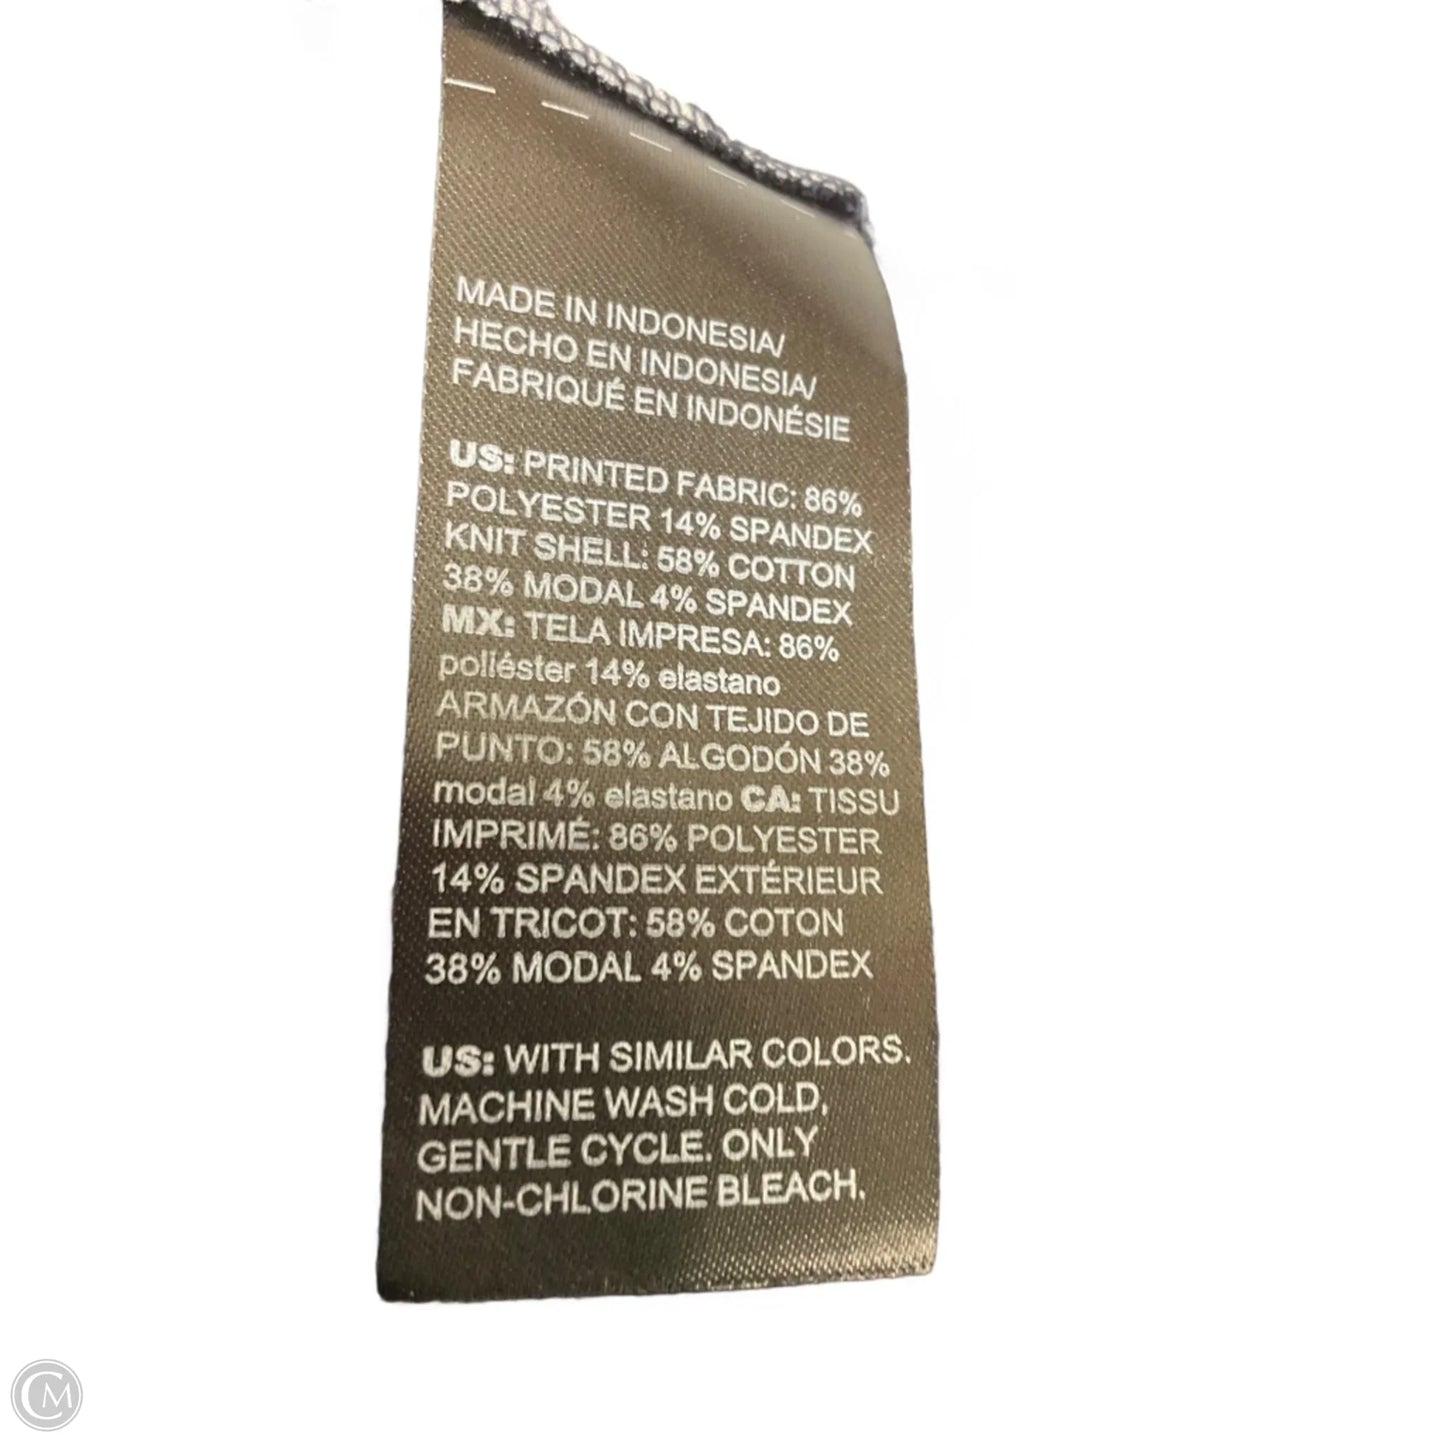 MADE IN INDONESIA/
HECHO EN INDONESIA/
FABRIQUÉ EN INDONÉSIE
US: PRINTED FABRIC: 86%
POLYESTER 14% SPANDEX
KNIT SHELL: 58% COTTON
38% MODAL 4% SPANDEX
MX: TELA IMPRESA: 86%
poliéster 14% elastano
ARMAZÓN CON TEJIDO DE
PUNTO: 58% ALGODÓN 38%
modal 4% elastano CA: TISSU
IMPRIMÉ: 86% POLYESTER
14% SPANDEX EXTÉRIEUR
EN TRICOT: 58% COTON
38% MODAL 4% SPANDEX
US: WITH SIMILAR COLORS.
MACHINE WASH COLD,
GENTLE CYCLE. ONLY
NON-CHLORINE BLEACH.
CM